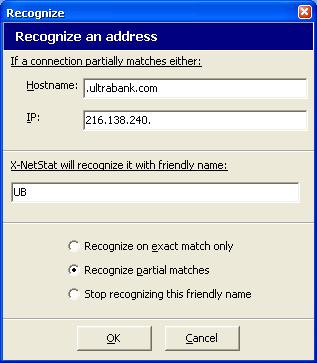 Recognize
Recognize an address
If a connection partially matches either:
Hostname: .ultrabank.com
IP: 216.138.240.
X-NetStat will recognize it with friendly name:
UB
Recognize on exact match only
Recognize partial matches
Stop recognizing this friendly name
OK Cancel